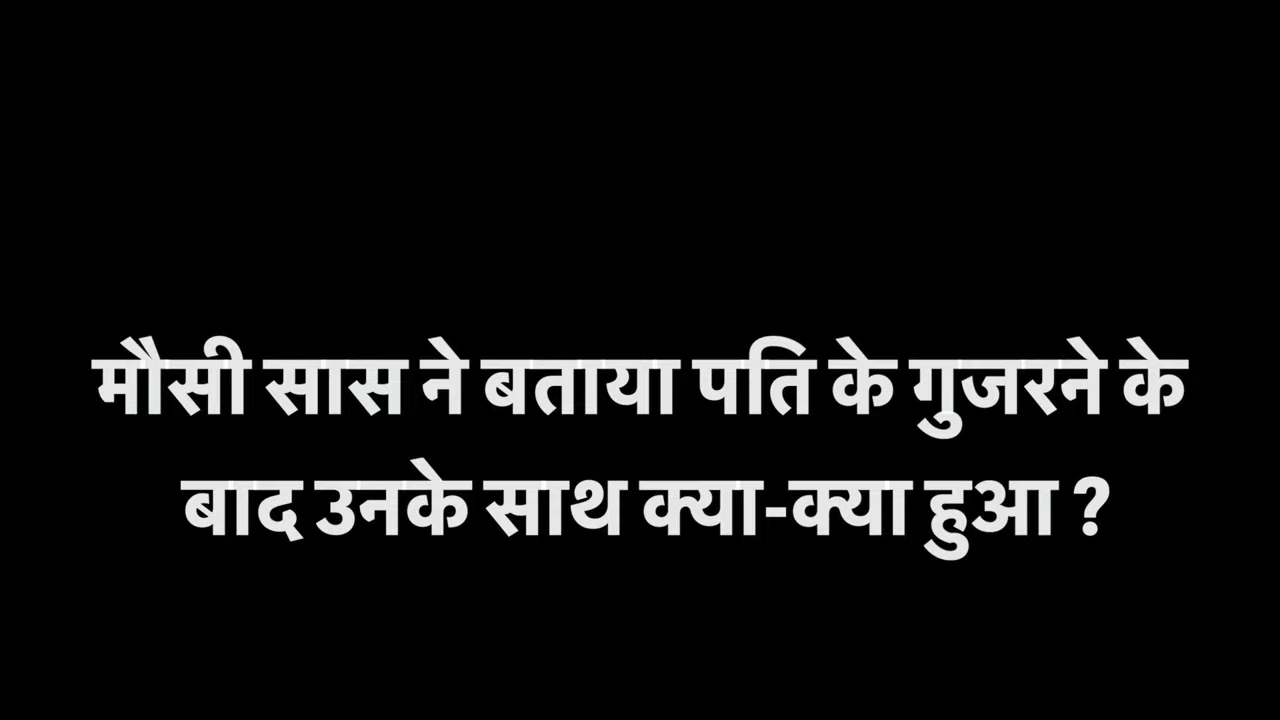 मौसी सास ने बताया पति के गुजरने के
बाद उनके साथ क्या-क्या हुआ ?